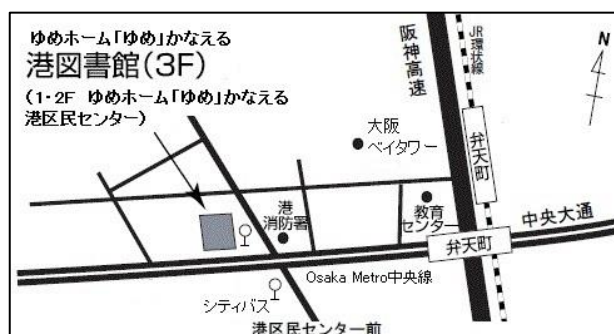 ゆめホーム「ゆめ」かなえる
港図書館(3F)
(1・2F ゆめホーム「ゆめ」かなえる
港区民センター)
阪神高速
JR環状線
N
大阪
ベイタワー
弁天町
港
消防署
教育
センター
中央大通
弁天町
Osaka Metro中央線
シティバス
港区民センター前